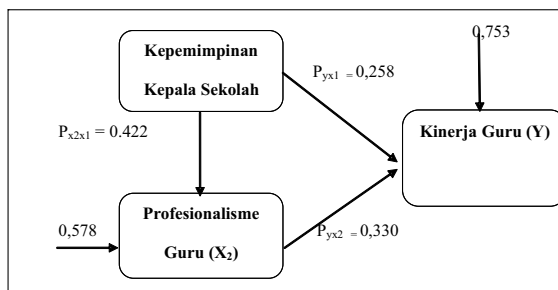 0,753
Kepemimpinan
Kepala Sekolah
Pyx1 = 0,258
Kinerja Guru (Y)
Px2x1 = 0.422
Profesionalisme
Guru (X2)
0,578
Pyx2 = 0,330